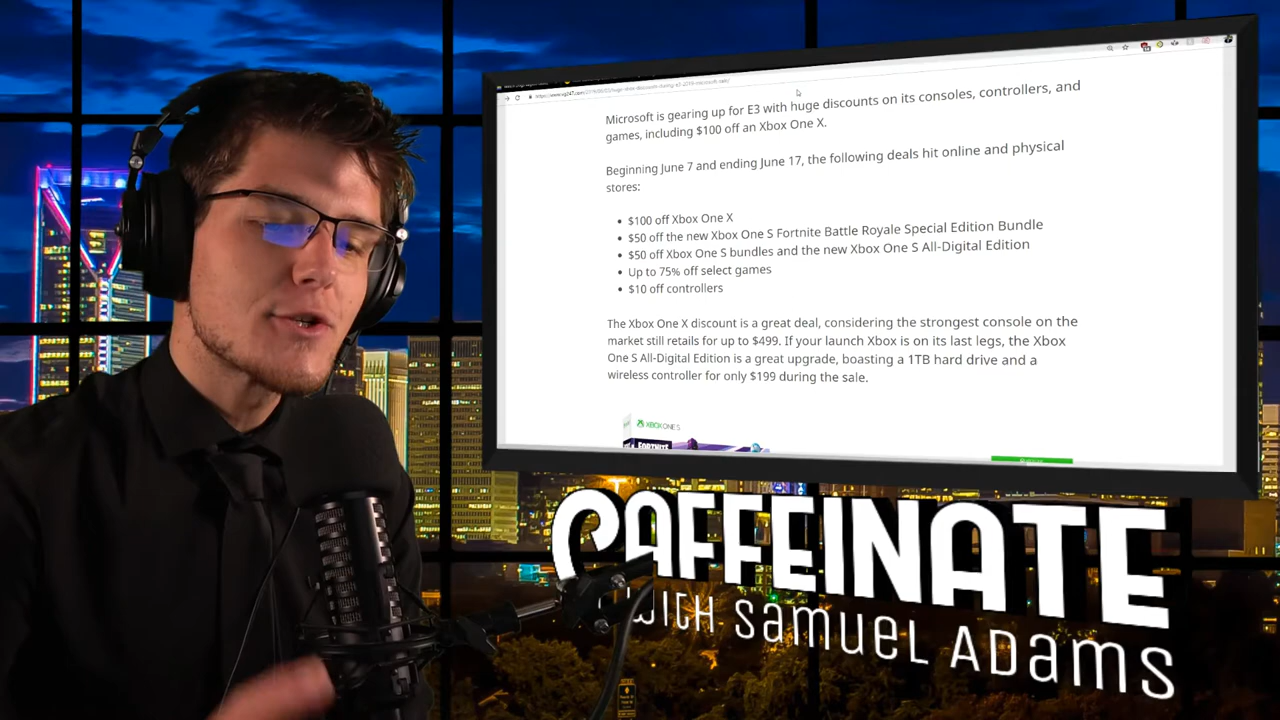 Microsoft is gearing up for E3 with huge discounts on its consoles, controllers, and
games, including $100 off an Xbox One X.
Beginning June 7 and ending June 17, the following deals hit online and physical
stores:
• $100 off Xbox One X
• $50 off the new Xbox One S Fortnite Battle Royale Special Edition Bundle
• $50 off Xbox One S bundles and the new Xbox One S All-Digital Edition
• Up to 75% off select games
• $10 off controllers
The Xbox One X discount is a great deal, considering the strongest console on the
market still retails for up to $499. If your launch Xbox is on its last legs, the Xbox
One S All-Digital Edition is a great upgrade, boasting a 1TB hard drive and a
wireless controller for only $199 during the sale.
XBOX ONE S
FORTNITE
CAFFEINATE
WITH SAMUEL ADAMS